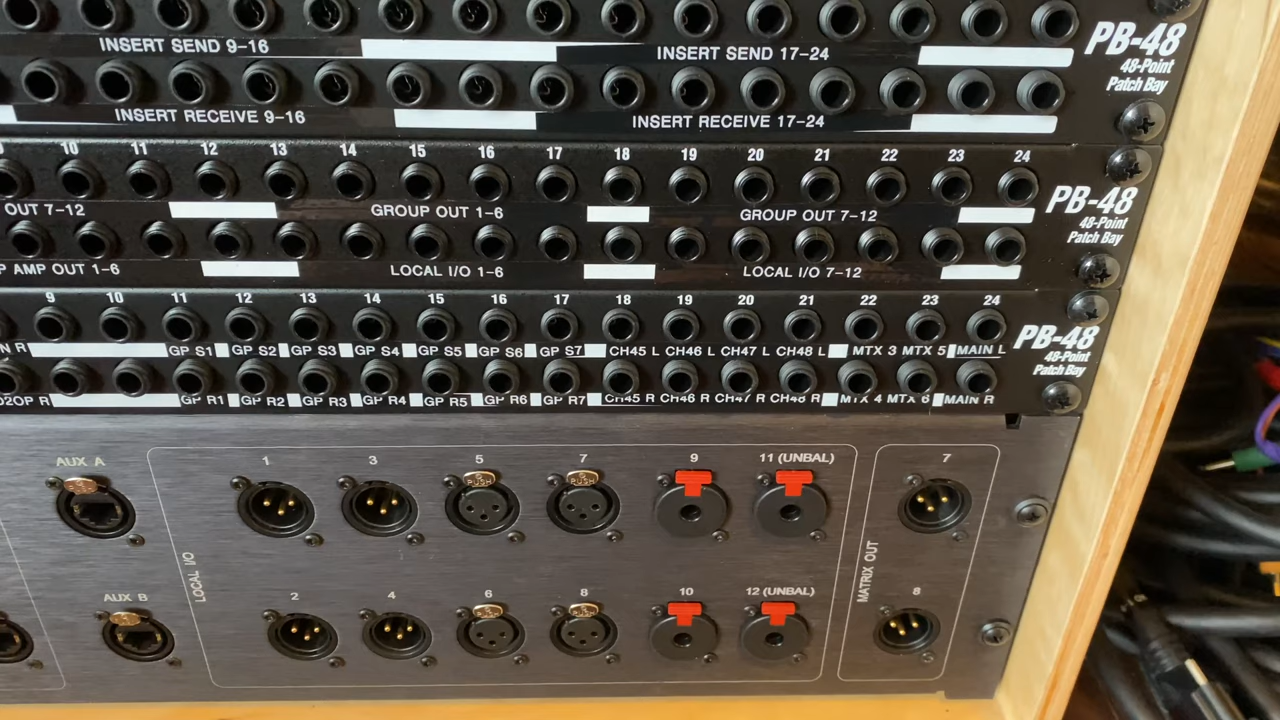 INSERT SEND 9-16 INSERT SEND 17-24 PB-48
48-Point
Patch Bay
INSERT RECEIVE 9-16 INSERT RECEIVE 17-24
10 11 12 13 14 15 16 17 18 19 20 21 22 23 24
OUT 7-12 GROUP OUT 1-6 GROUP OUT 7-12 PB-48
48-Point
Patch Bay
AMP OUT 1-6 LOCAL I/O 1-6 LOCAL I/O 7-12
9 10 11 12 13 14 15 16 17 18 19 20 21 22 23 24
R GP S1 GP S2 GP S3 GP S4 GP S5 GP S6 GP S7 CH45 L CH46 L CH47 L CH48 L MTX 3 MTX 5 MAIN L PB-48
48-Point
Patch Bay
R GP R1 GP R2 GP R3 GP R4 GP R5 GP R6 GP R7 CH45 R CH46 R CH47 R CH48 R MTX 4 MTX 6 MAIN R
AUX A 1 3 5 7 9 11 (UNBAL) 7
PUSH
LOCAL I/O
MATRIX OUT
AUX B 2 4 6 8 10 12 (UNBAL) 8